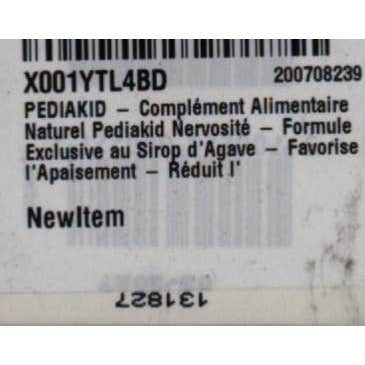 X001YTL4BD 200708239
PEDIAKID – Complément Alimentaire
Naturel Pediakid Nervosité – Formule
Exclusive au Sirop d'Agave – Favorise
l'Apaisement – Réduit l'
NewItem
131827